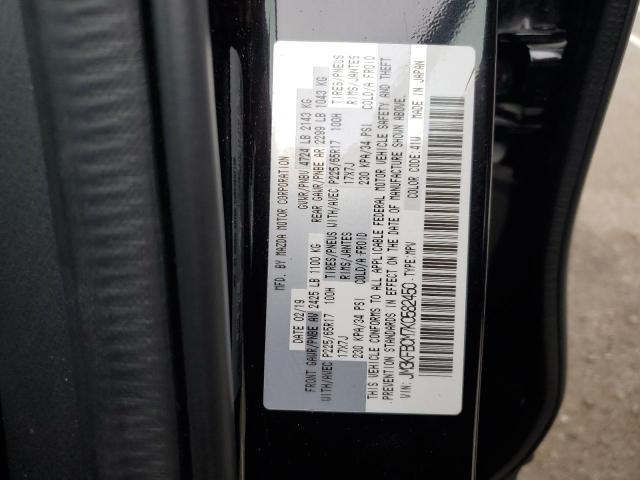 MFD. BY MAZDA MOTOR CORPORATION
DATE 02/19 GVWR/PNBV 4724 LB 2143 KG
FRONT GAWR/PNBE AV 2425 LB 1100 KG REAR GAWR/PNBE AR 2299 LB 1043 KG
WITH/AVEC P225/65R17 100H TIRES/PNEUS WITH/AVEC P225/65R17 100H TIRES/PNEUS
17X7J RIMS/JANTES 17X7J RIMS/JANTES
230 KPA/34 PSI COLD/A FROID 230 KPA/34 PSI COLD/A FROID
THIS VEHICLE CONFORMS TO ALL APPLICABLE FEDERAL MOTOR VEHICLE SAFETY AND THEFT
PREVENTION STANDARDS IN EFFECT ON THE DATE OF MANUFACTURE SHOWN ABOVE.
VIN: JM3KFBCM7K0582450 TYPE:MPV COLOR CODE:41W MADE IN JAPAN